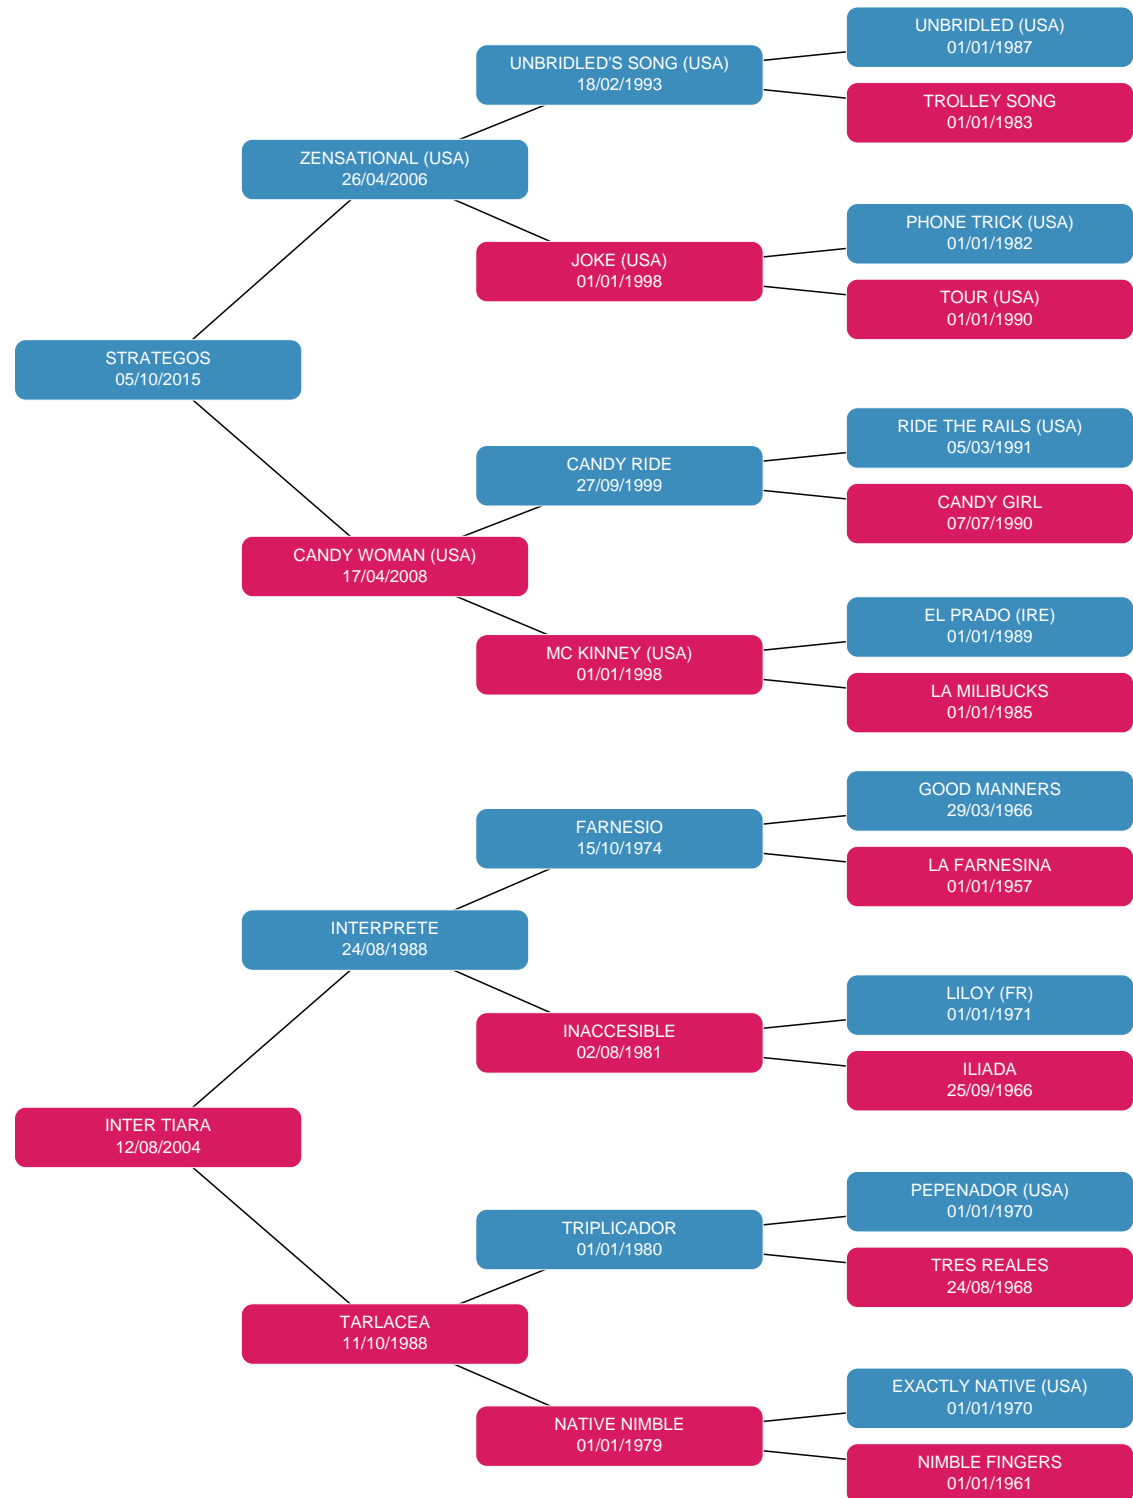 UNBRIDLED (USA)
01/01/1987
UNBRIDLED'S SONG (USA)
18/02/1993
TROLLEY SONG
01/01/1983
ZENSATIONAL (USA)
26/04/2006
PHONE TRICK (USA)
01/01/1982
JOKE (USA)
01/01/1998
TOUR (USA)
01/01/1990
STRATEGOS
05/10/2015
RIDE THE RAILS (USA)
05/03/1991
CANDY RIDE
27/09/1999
CANDY GIRL
07/07/1990
CANDY WOMAN (USA)
17/04/2008
EL PRADO (IRE)
01/01/1989
MC KINNEY (USA)
01/01/1998
LA MILIBUCKS
01/01/1985
GOOD MANNERS
29/03/1966
FARNESIO
15/10/1974
LA FARNESINA
01/01/1957
INTERPRETE
24/08/1988
LILOY (FR)
01/01/1971
INACCESIBLE
02/08/1981
ILIADA
25/09/1966
INTER TIARA
12/08/2004
PEPENADOR (USA)
01/01/1970
TRIPLICADOR
01/01/1980
TRES REALES
24/08/1968
TARLACEA
11/10/1988
EXACTLY NATIVE (USA)
01/01/1970
NATIVE NIMBLE
01/01/1979
NIMBLE FINGERS
01/01/1961